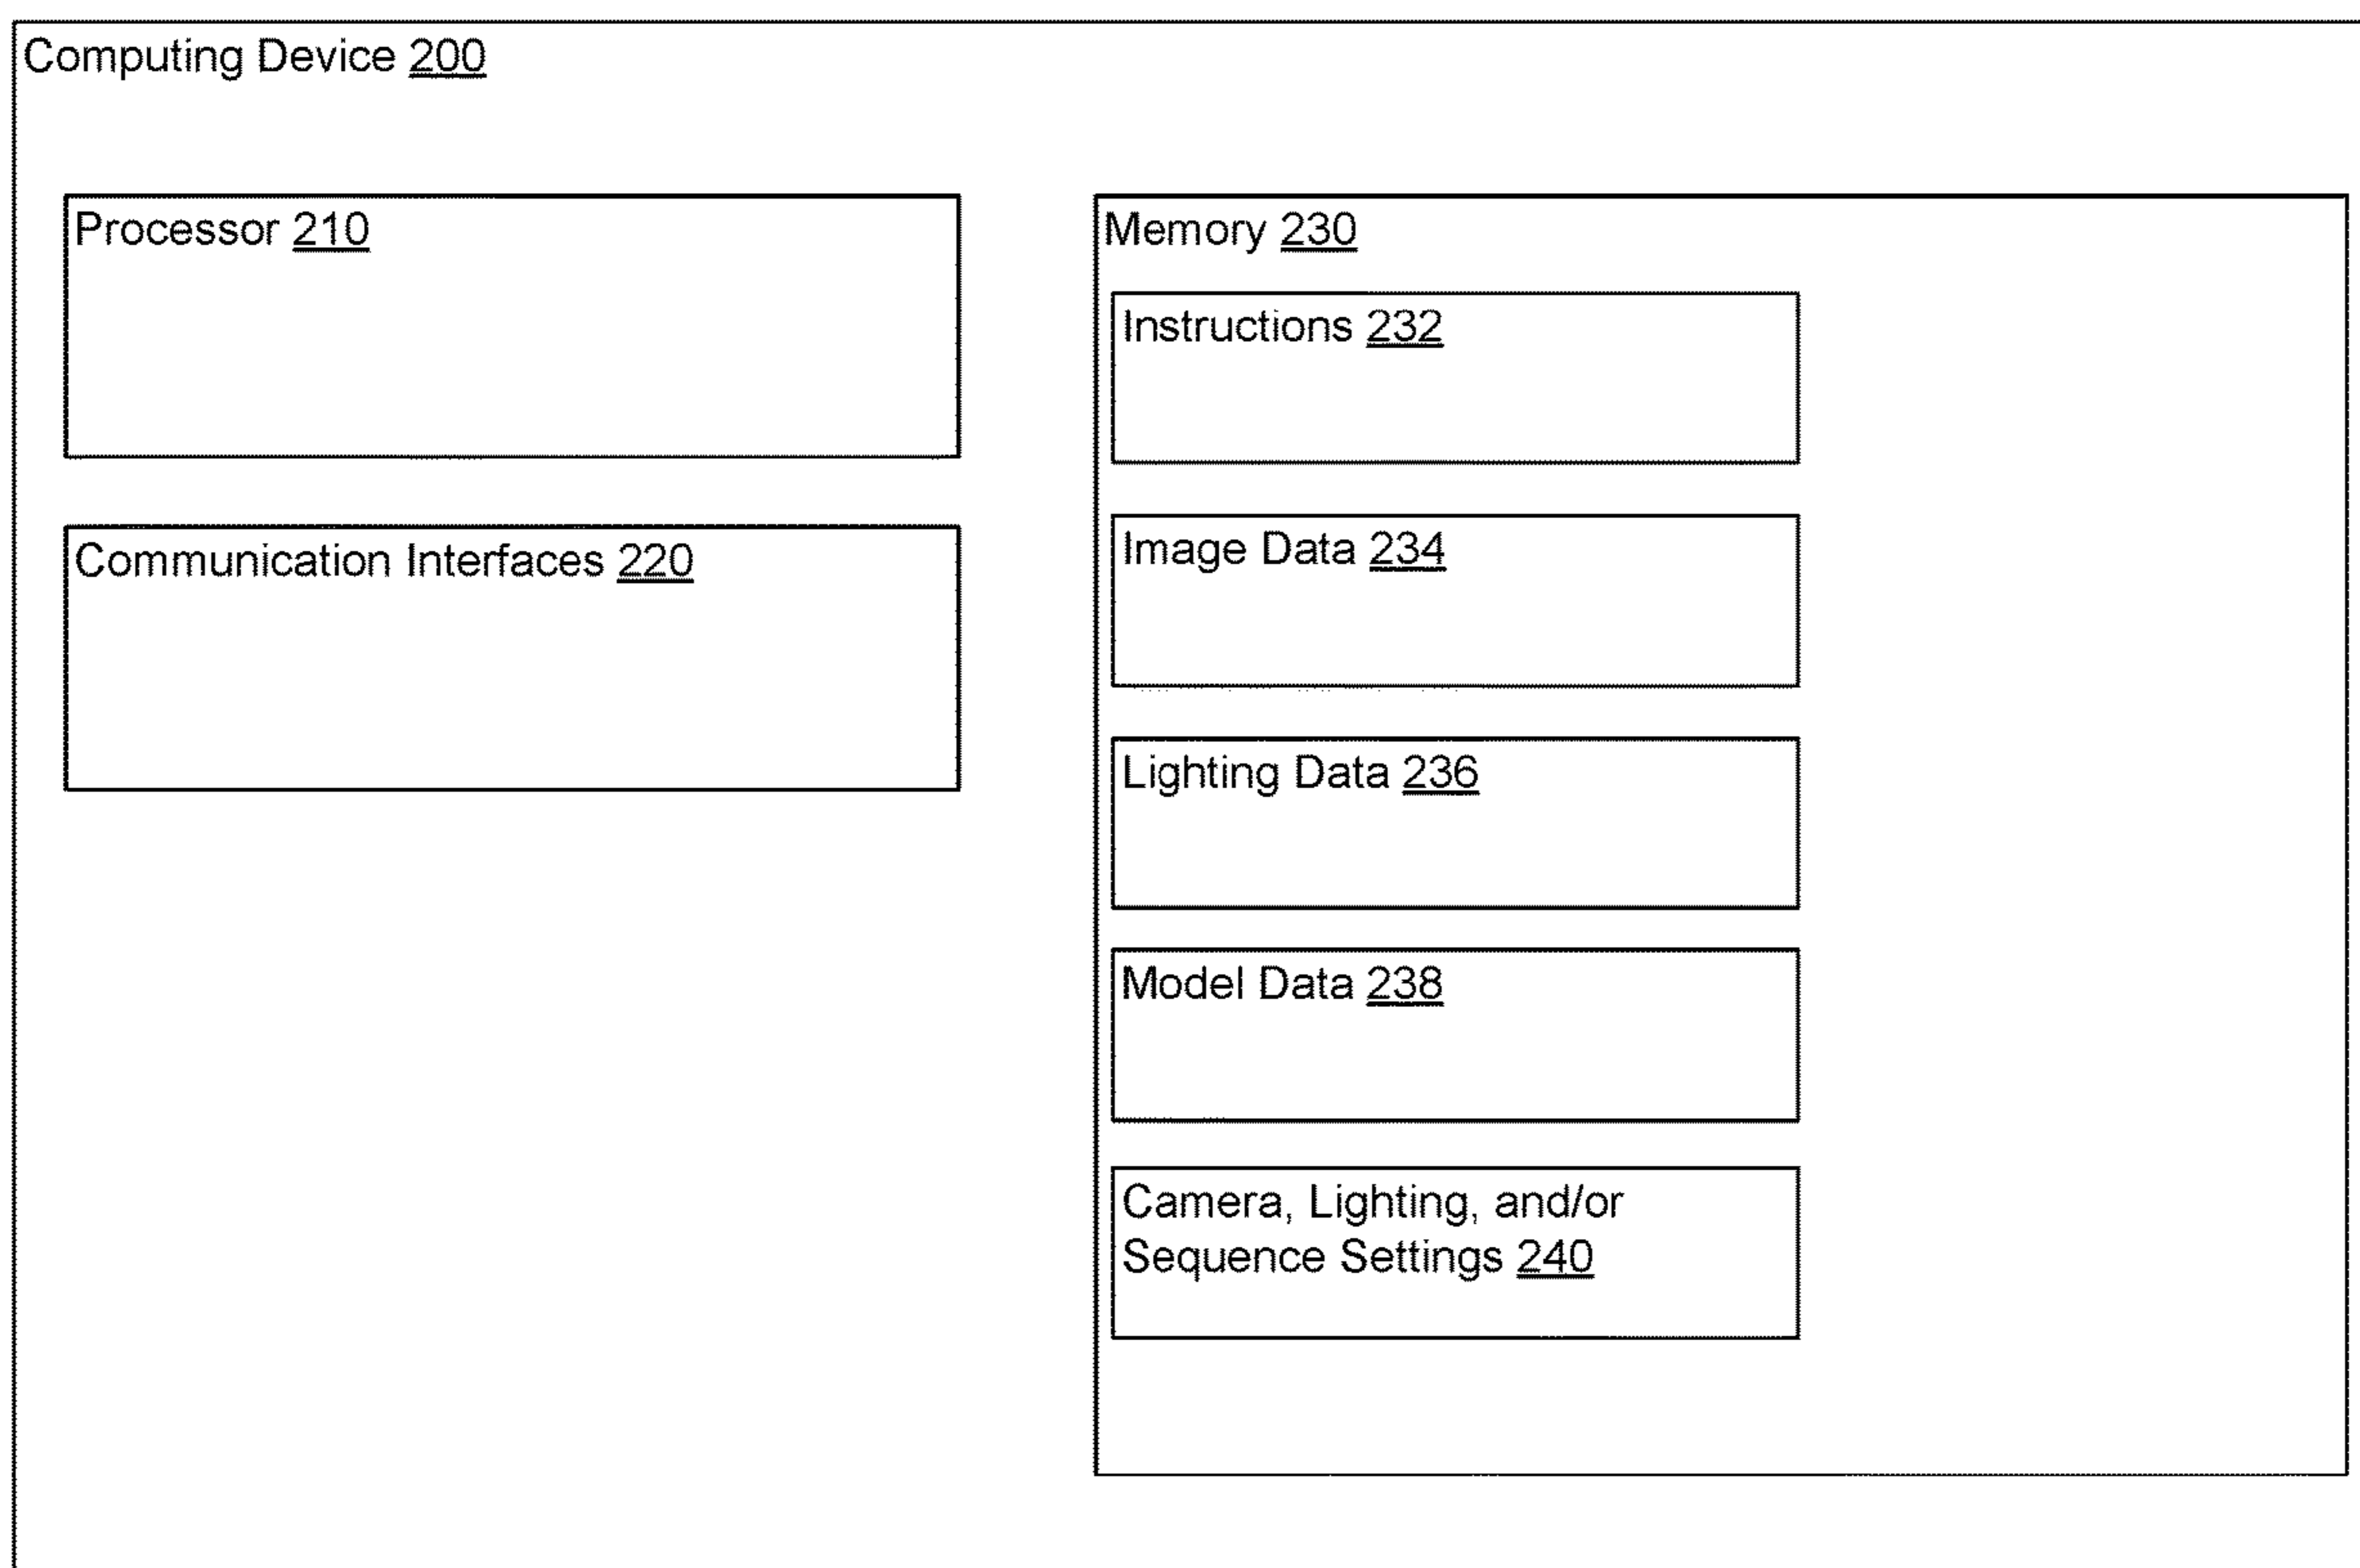 Computing Device 200
Processor 210
Communication Interfaces 220
Memory 230
Instructions 232
Image Data 234
Lighting Data 236
Model Data 238
Camera, Lighting, and/or
Sequence Settings 240